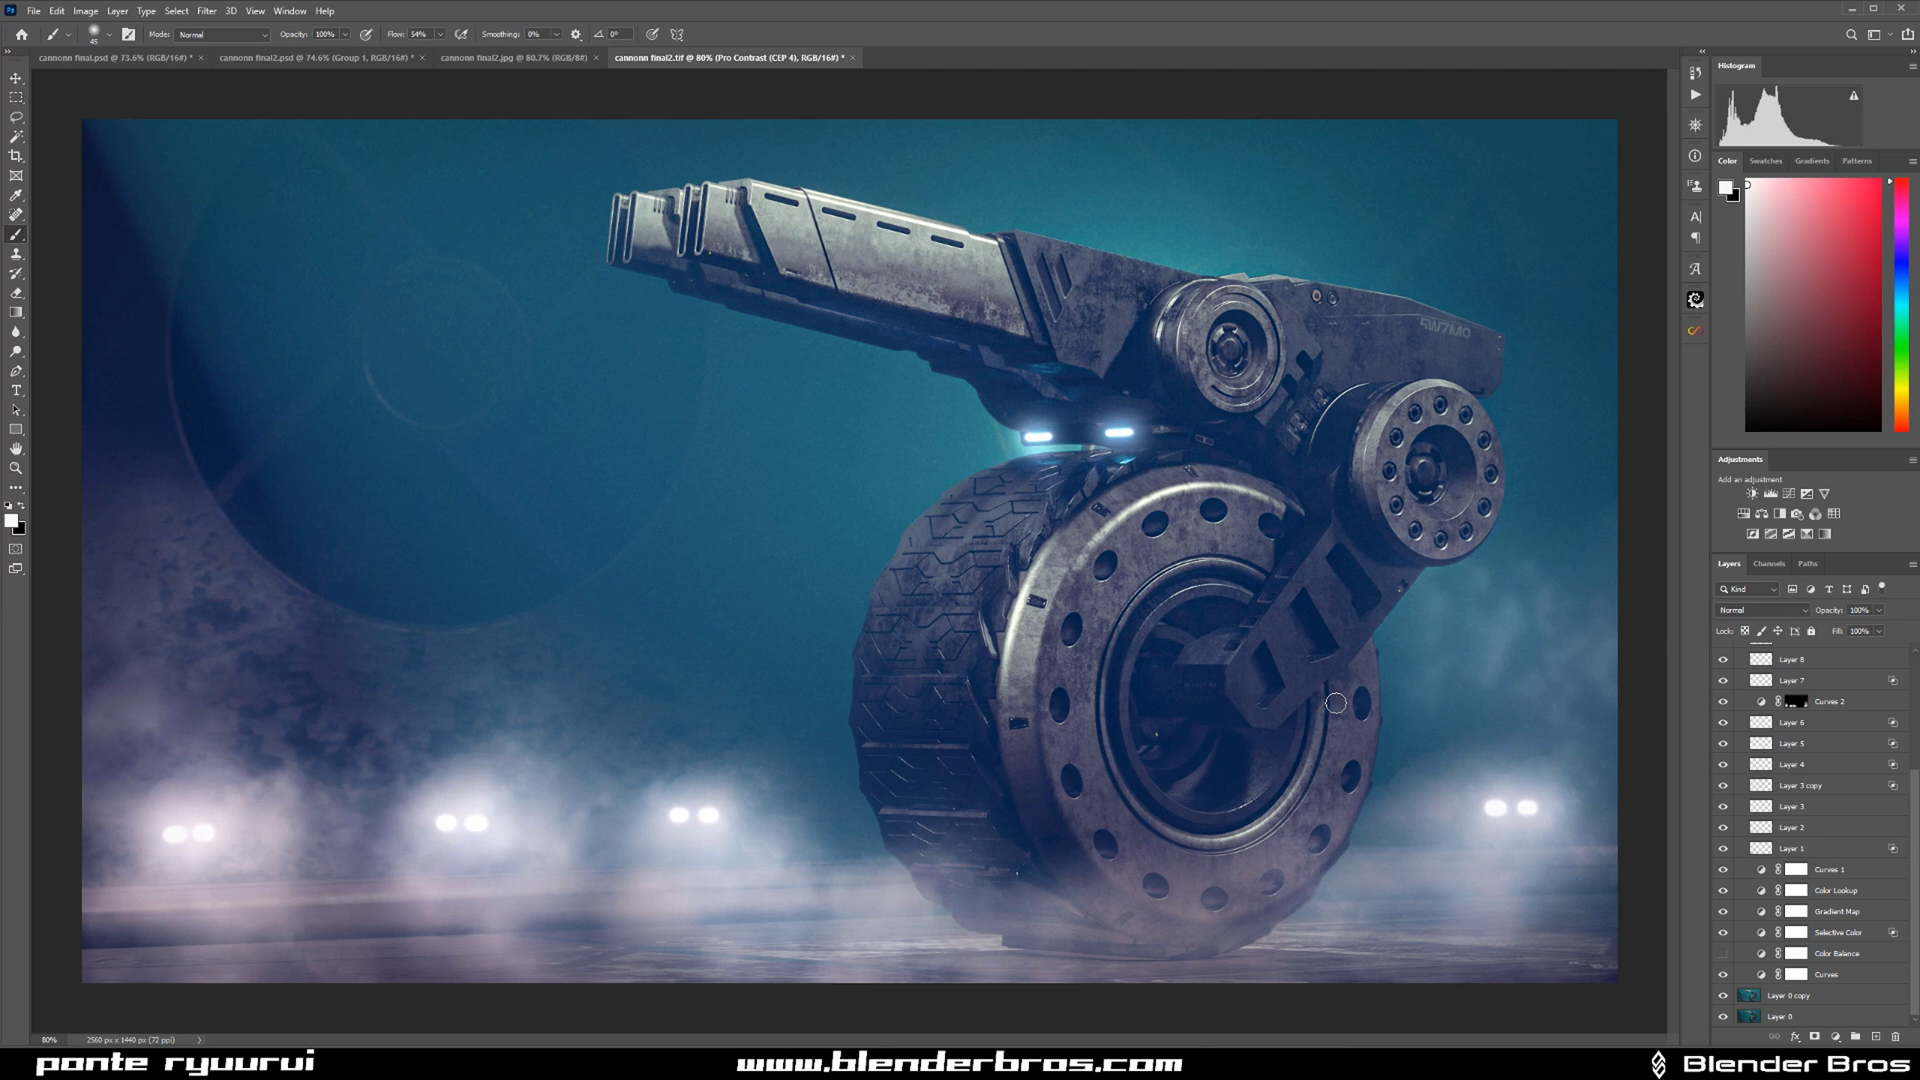 File Edit Image Layer Type Select Filter 3D View Window Help
45 Mode: Normal Opacity: 100% Flow: 54% Smoothing: 0% 0°
cannonn final.psd @ 73.6% (RGB/16#) * × cannonn final2.psd @ 74.6% (Group 1, RGB/16#) * × cannonn final2.jpg @ 80.7% (RGB/8#) × cannonn final2.tif @ 80% (Pro Contrast (CEP 4), RGB/16#) * ×
Histogram
Color Swatches Gradients Patterns
SWZMO
Adjustments
Add an adjustment
Layers Channels Paths
Kind
Normal Opacity: 100%
Lock: Fill: 100%
Layer 8
Layer 7
Curves 2
Layer 6
Layer 5
Layer 4
Layer 3 copy
Layer 3
Layer 2
Layer 1
Curves 1
Color Lookup
Gradient Map
Selective Color
Color Balance
Curves
Layer 0 copy
Layer 0
80% 2560 px x 1440 px (72 ppi)
ponte ryuurui www.blenderbros.com Blender Bros